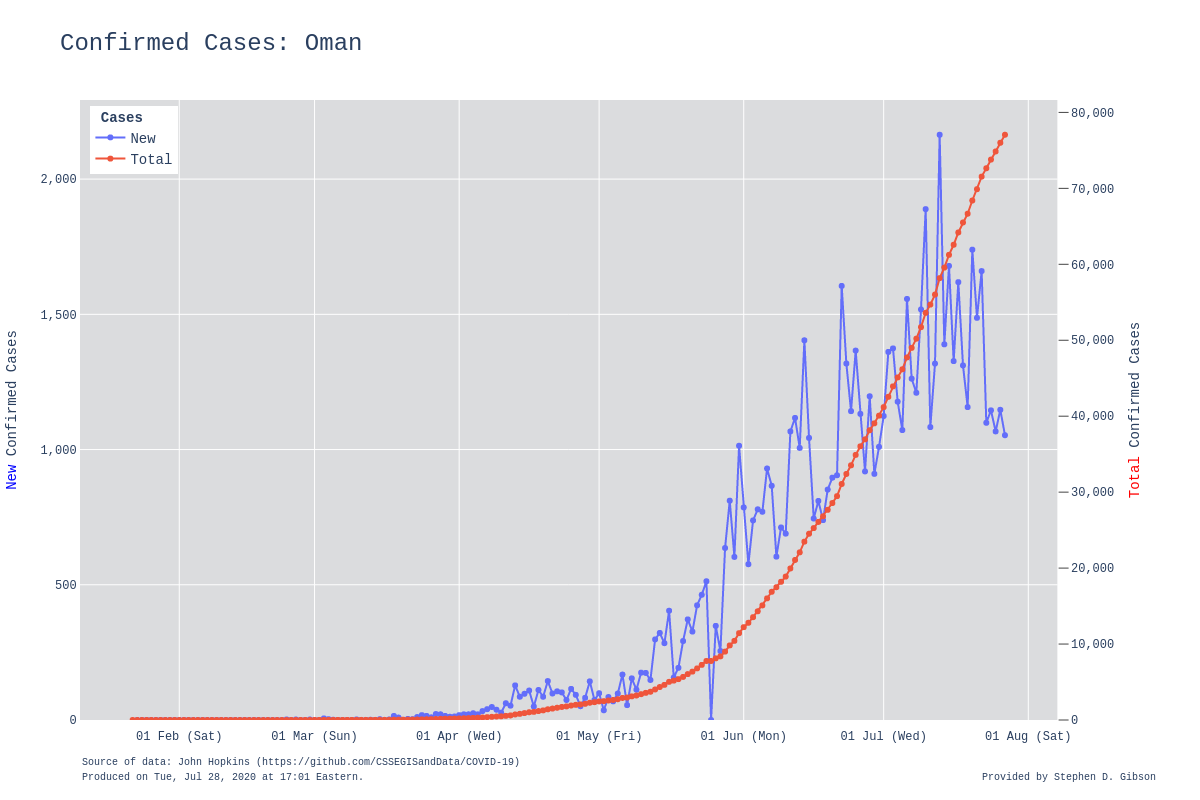 Confirmed Cases: Oman
Cases
New
Total
2,000
1,500
1,000
500
0
80,000
70,000
60,000
50,000
40,000
30,000
20,000
10,000
0
New Confirmed Cases
Total Confirmed Cases
01 Feb (Sat) 01 Mar (Sun) 01 Apr (Wed) 01 May (Fri) 01 Jun (Mon) 01 Jul (Wed) 01 Aug (Sat)
Source of data: John Hopkins (https://github.com/CSSEGISandData/COVID-19)
Produced on Tue, Jul 28, 2020 at 17:01 Eastern.
Provided by Stephen D. Gibson